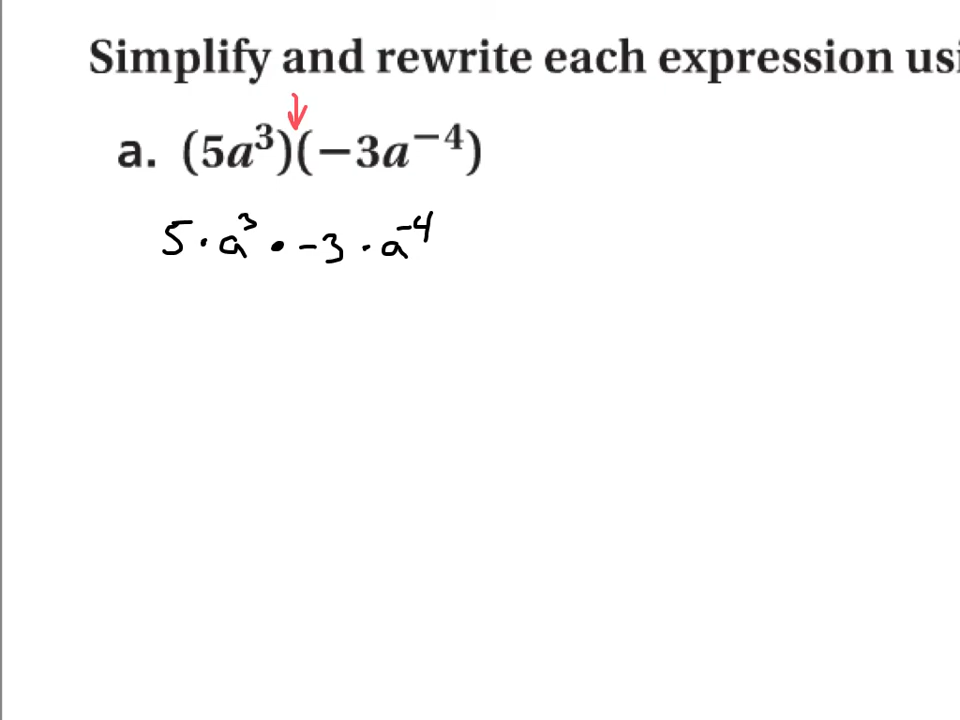 Simplify and rewrite each expression usi
a. (5a³)(−3a⁻⁴)
5 · a³ • −3 · a⁻⁴